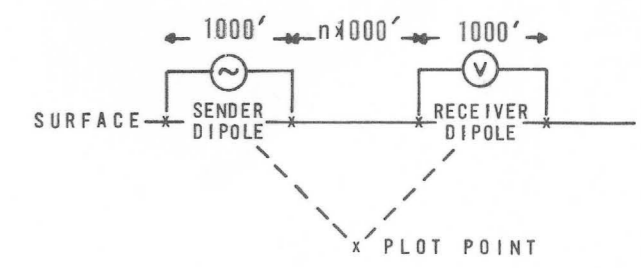 1000′ n×1000′ 1000′
~ V
SURFACE SENDER RECEIVER
DIPOLE DIPOLE
x PLOT POINT